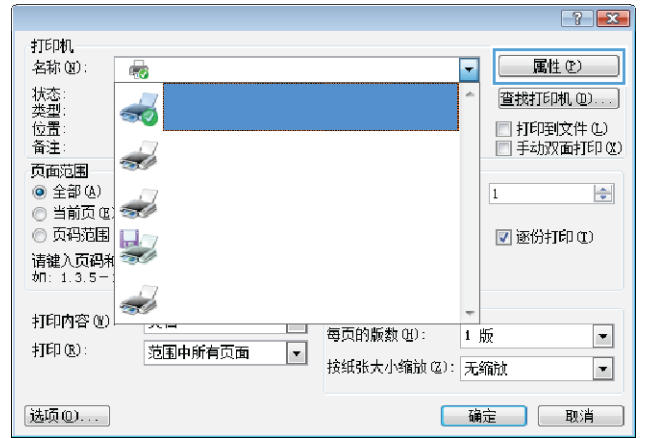 打印机
名称(N):
属性(P)
状态:
查找打印机(D)...
类型:
位置:
打印到文件(L)
备注:
手动双面打印(X)
页面范围
全部(A)
1
当前页(E)
页码范围
逐份打印(T)
请键入页码和
如: 1.3.5-
打印内容(W)
每页的版数(H):
1 版
打印(R):
范围中所有页面
按纸张大小缩放(Z):
无缩放
选项(O)...
确定
取消